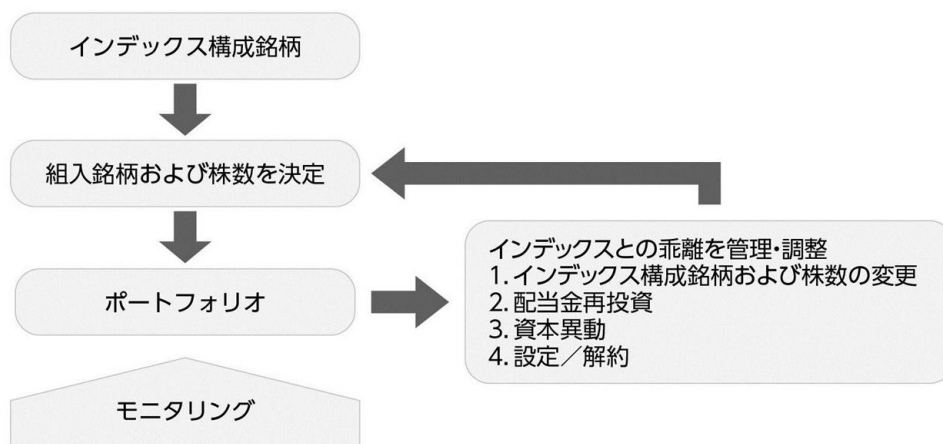 インデックス構成銘柄
組入銘柄および株数を決定
ポートフォリオ
インデックスとの乖離を管理・調整
1. インデックス構成銘柄および株数の変更
2. 配当金再投資
3. 資本異動
4. 設定／解約
モニタリング